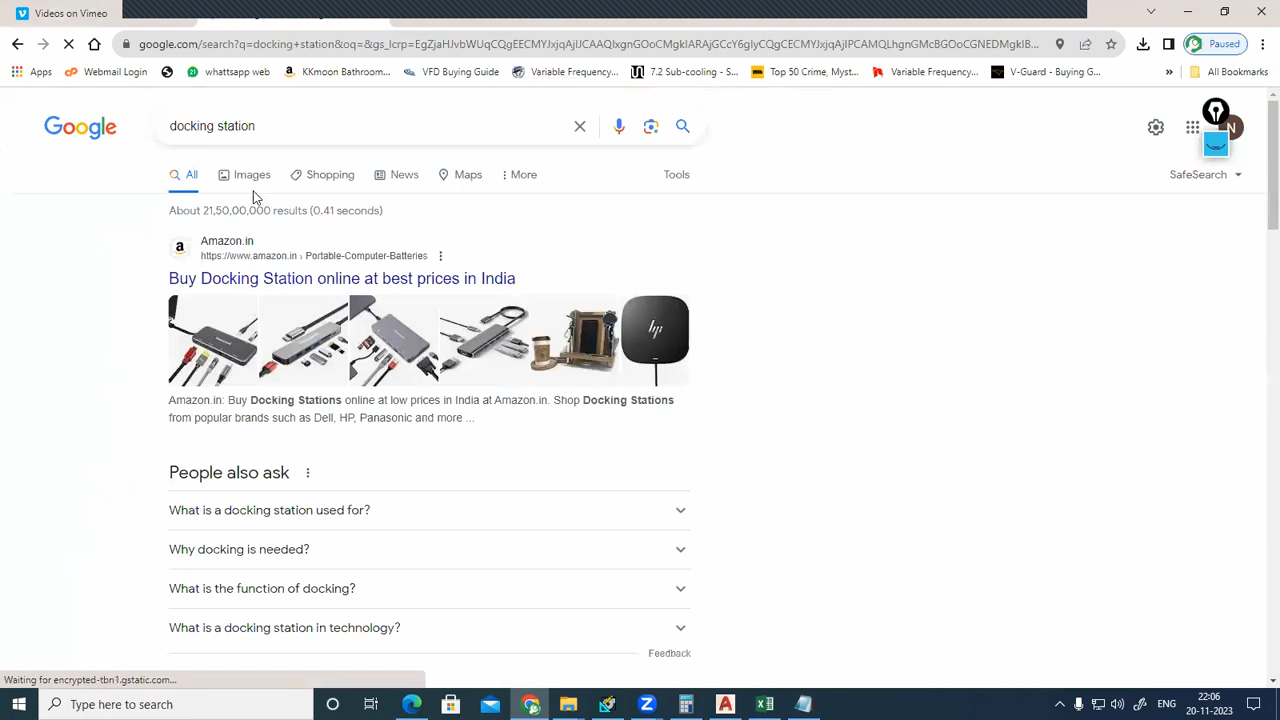 Videos on Vimeo
google.com/search?q=docking+station&oq=&gs_lcrp=EgZjaHJvbWUqCQgEECMYJxjqAjIJCAAQIxgnGOoCMgkIARAjGCcY6gIyCQgCECMYJxjqAjIPCAMQLhgnGMcBGOoCGNEDMgkIB...
Paused
Apps
Webmail Login
whattsapp web
KKmoon Bathroom...
VFD Buying Guide
Variable Frequency...
7.2 Sub-cooling - S...
Top 50 Crime, Myst...
Variable Frequency...
V-Guard - Buying G...
»
All Bookmarks
Google
docking station
N
All
Images
Shopping
News
Maps
More
Tools
SafeSearch
About 21,50,00,000 results (0.41 seconds)
Amazon.in
https://www.amazon.in › Portable-Computer-Batteries
Buy Docking Station online at best prices in India
hp
Amazon.in: Buy Docking Stations online at low prices in India at Amazon.in. Shop Docking Stations
from popular brands such as Dell, HP, Panasonic and more ...
People also ask
What is a docking station used for?
Why docking is needed?
What is the function of docking?
What is a docking station in technology?
Feedback
Waiting for encrypted-tbn1.gstatic.com...
Type here to search
ENG
22:06
20-11-2023